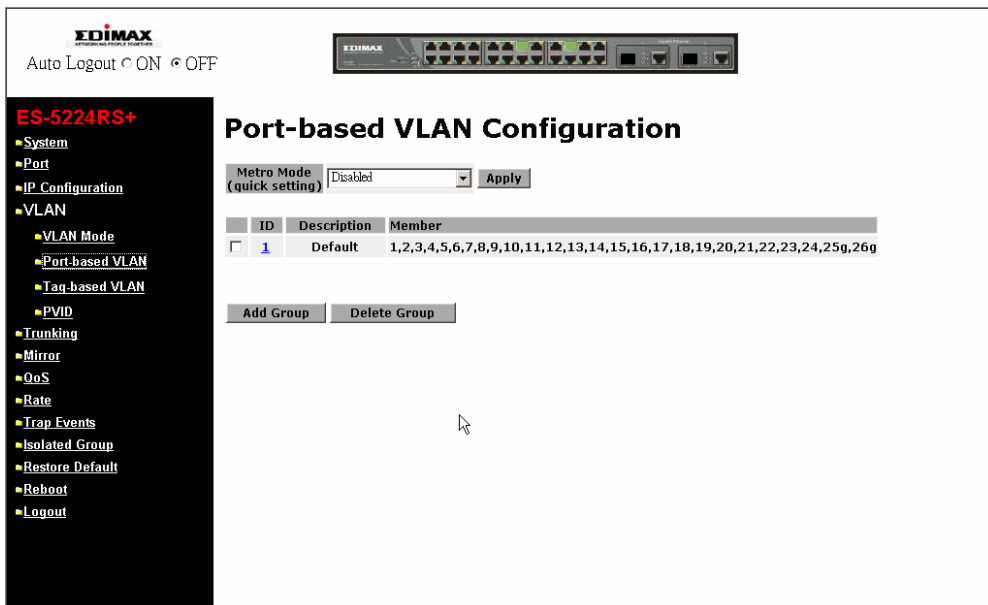 EDIMAX
NETWORKING PEOPLE TOGETHER
Auto Logout ON OFF
EDIMAX
ES-5224RS+
System
Port
IP Configuration
VLAN
VLAN Mode
Port-based VLAN
Tag-based VLAN
PVID
Trunking
Mirror
QoS
Rate
Trap Events
Isolated Group
Restore Default
Reboot
Logout
Port-based VLAN Configuration
Metro Mode
(quick setting)
Disabled
Apply
ID Description Member
1 Default 1,2,3,4,5,6,7,8,9,10,11,12,13,14,15,16,17,18,19,20,21,22,23,24,25g,26g
Add Group Delete Group